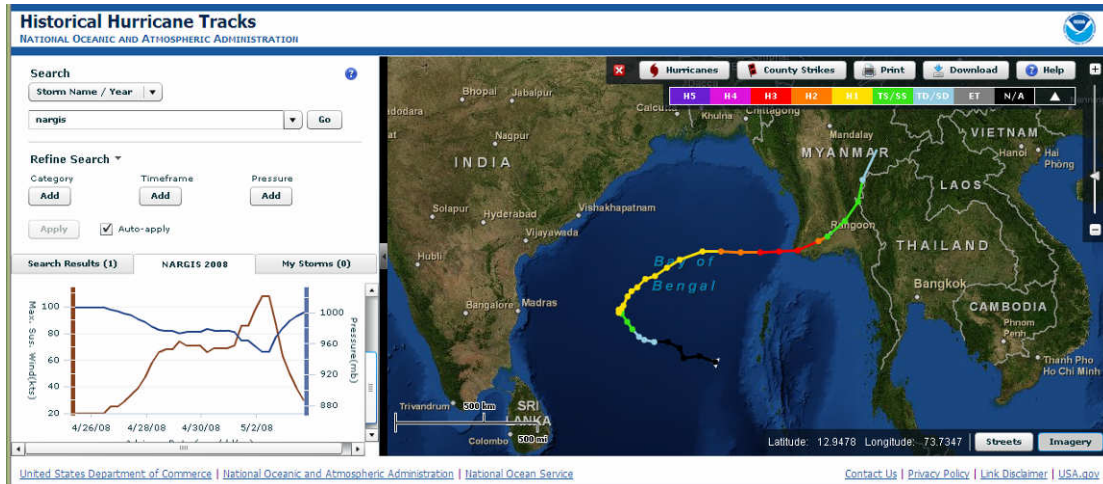 Historical Hurricane Tracks
NATIONAL OCEANIC AND ATMOSPHERIC ADMINISTRATION
Search
Storm Name / Year
nargis
Go
Refine Search
Category Timeframe Pressure
Add Add Add
Apply Auto-apply
Search Results (1) NARGIS 2008 My Storms (0)
Max. Sus. Wind(kts)
100
80
60
40
20
Pressure(mb)
1000
960
920
880
4/26/08 4/28/08 4/30/08 5/2/08
Hurricanes County Strikes Print Download Help
H5 H4 H3 H2 H1 TS/SS TD/SD ET N/A
Bhopal Jabalpur
Khulna Chittagong
Nagpur
INDIA
Solapur
Hyderabad
Vishakhapatnam
Vijayawada
Hubli
Bangalore Madras
Trivandrum
SRI
LANKA
Colombo
500 km
500 mi
Bay of
Bengal
Mandalay
MYANMAR
Rangoon
VIETNAM
Hanoi Hai
Phòng
LAOS
THAILAND
Bangkok
CAMBODIA
Phnom
Penh
Thanh Pho
Ho Chi Minh
Latitude: 12.9478 Longitude: 73.7347 Streets Imagery
United States Department of Commerce | National Oceanic and Atmospheric Administration | National Ocean Service
Contact Us | Privacy Policy | Link Disclaimer | USA.gov